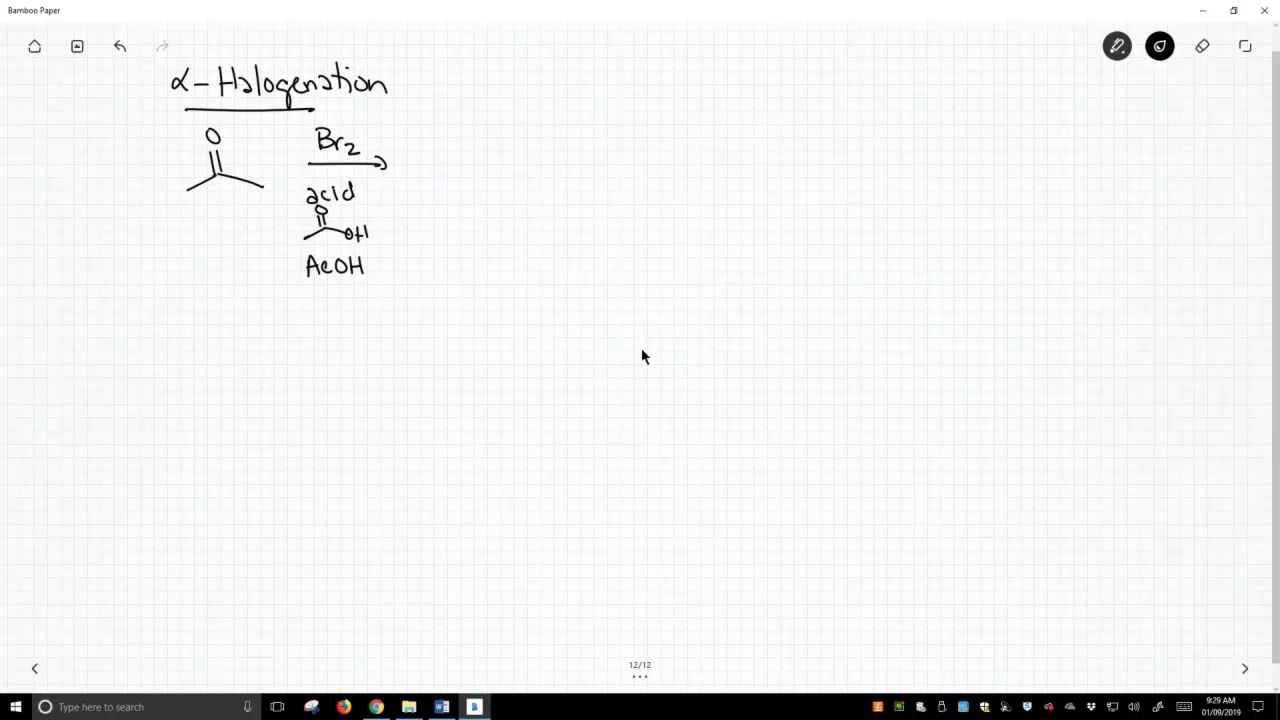 Bamboo Paper
α-Halogenation
O
Br2
acid
O
OH
AcOH
12/12
Type here to search
9:29 AM
01/09/2019